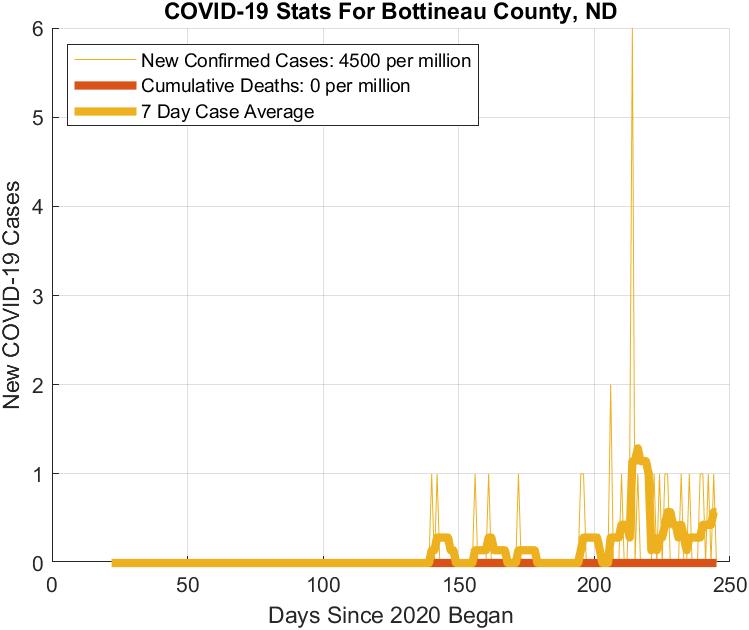 COVID-19 Stats For Bottineau County, ND
New Confirmed Cases: 4500 per million
Cumulative Deaths: 0 per million
7 Day Case Average
New COVID-19 Cases
6
5
4
3
2
1
0
0 50 100 150 200 250
Days Since 2020 Began